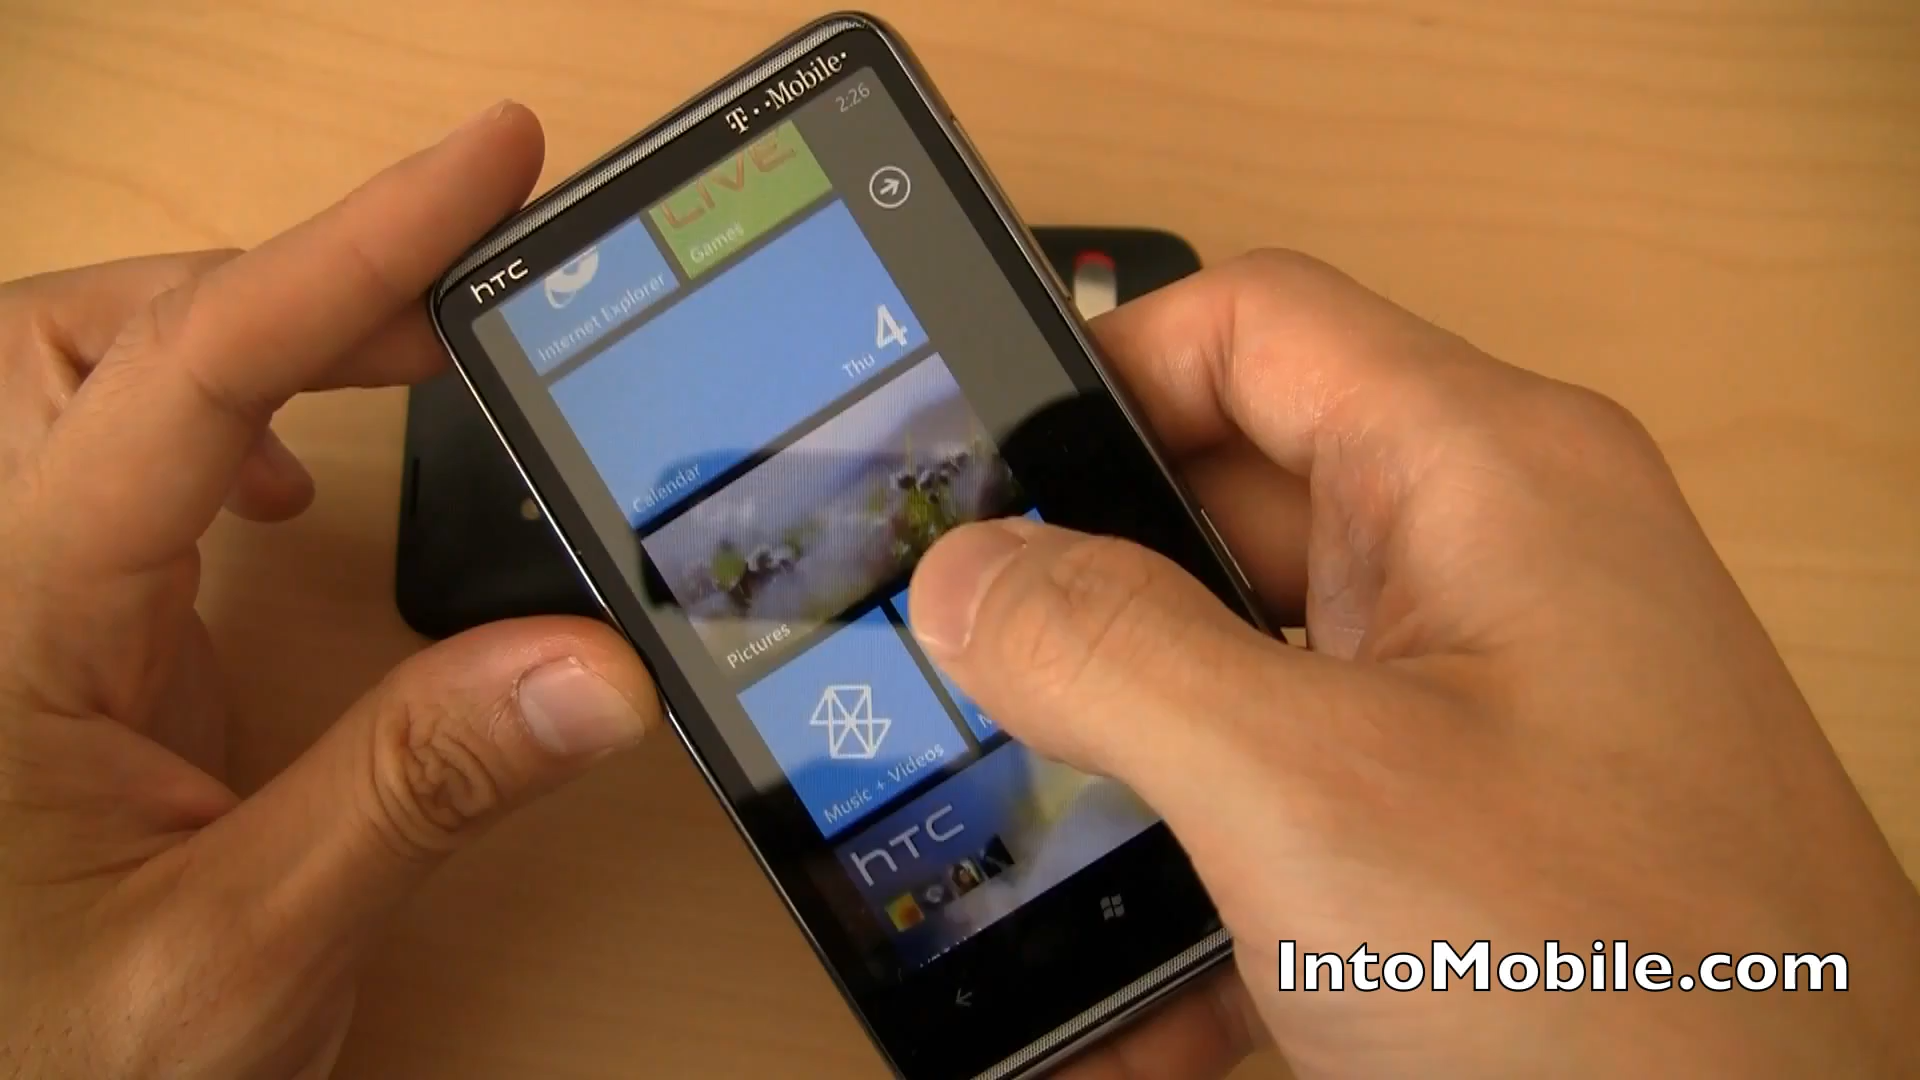 T··Mobile·
2:26
hTC
LIVE
Games
Internet Explorer
4
Thu
Calendar
Pictures
Music + Videos
hTC
IntoMobile.com